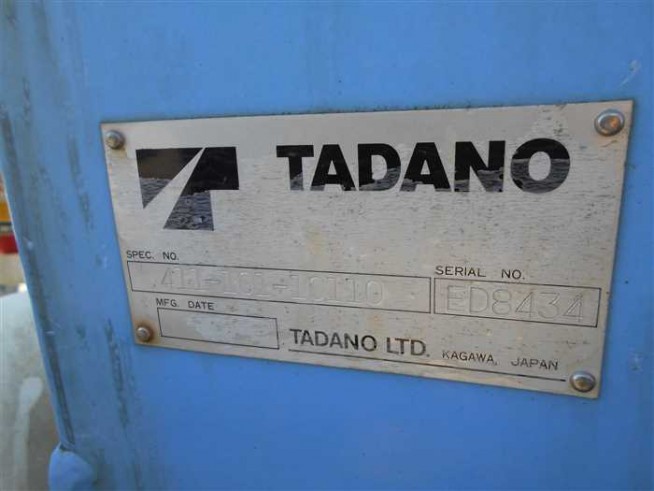 TADANO
SPEC. NO.
SERIAL NO.
ED8434
MFG. DATE
TADANO LTD. KAGAWA, JAPAN